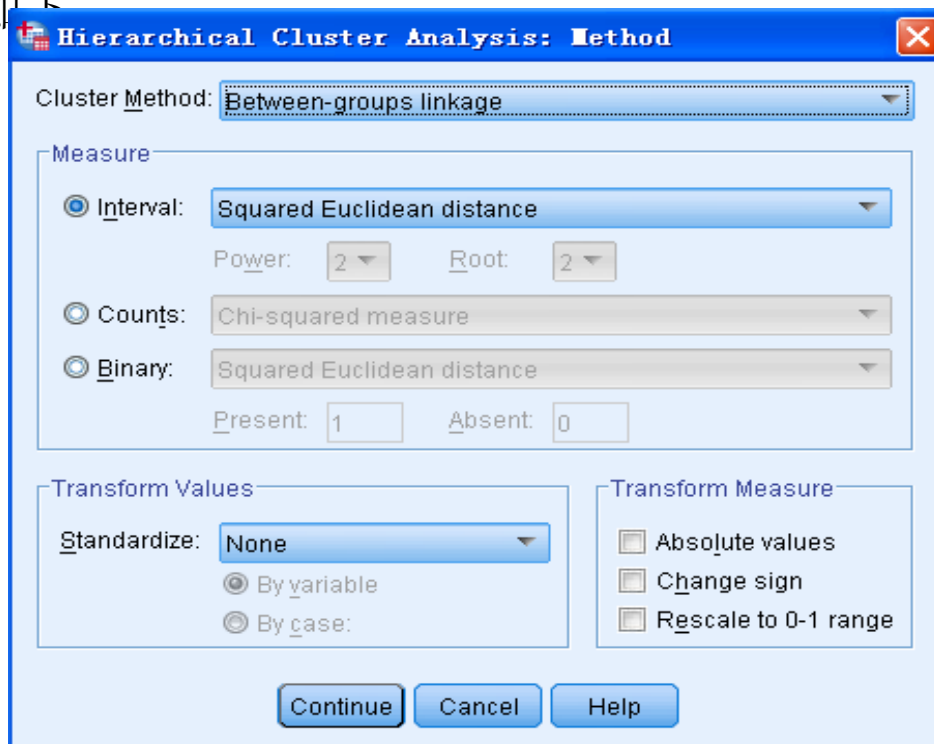 Hierarchical Cluster Analysis: Method
Cluster Method: Between-groups linkage
Measure
Interval: Squared Euclidean distance
Power: 2 Root: 2
Counts: Chi-squared measure
Binary: Squared Euclidean distance
Present: 1 Absent: 0
Transform Values
Standardize: None
By variable
By case:
Transform Measure
Absolute values
Change sign
Rescale to 0-1 range
Continue Cancel Help